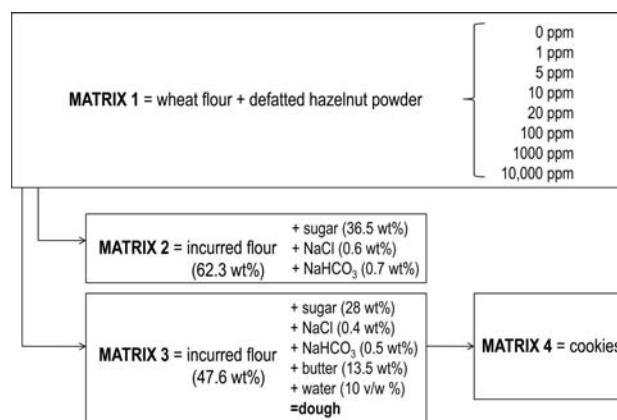 MATRIX 1 = wheat flour + defatted hazelnut powder
0 ppm
1 ppm
5 ppm
10 ppm
20 ppm
100 ppm
1000 ppm
10,000 ppm
MATRIX 2 = incurred flour
(62.3 wt%)
+ sugar (36.5 wt%)
+ NaCl (0.6 wt%)
+ NaHCO3 (0.7 wt%)
MATRIX 3 = incurred flour
(47.6 wt%)
+ sugar (28 wt%)
+ NaCl (0.4 wt%)
+ NaHCO3 (0.5 wt%)
+ butter (13.5 wt%)
+ water (10 v/w %)
=dough
MATRIX 4 = cookies